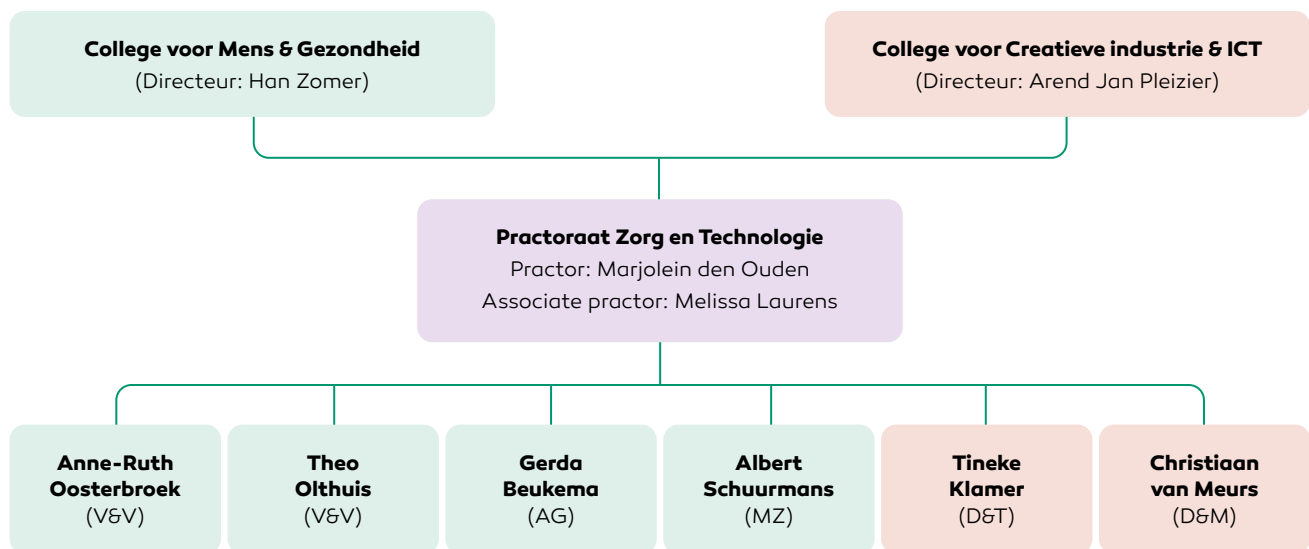 College voor Mens & Gezondheid
(Directeur: Han Zomer)
College voor Creatieve industrie & ICT
(Directeur: Arend Jan Pleizier)
Practoraat Zorg en Technologie
Practor: Marjolein den Ouden
Associate practor: Melissa Laurens
Anne-Ruth
Oosterbroek
(V&V)
Theo
Olthuis
(V&V)
Gerda
Beukema
(AG)
Albert
Schuurmans
(MZ)
Tineke
Klamer
(D&T)
Christiaan
van Meurs
(D&M)